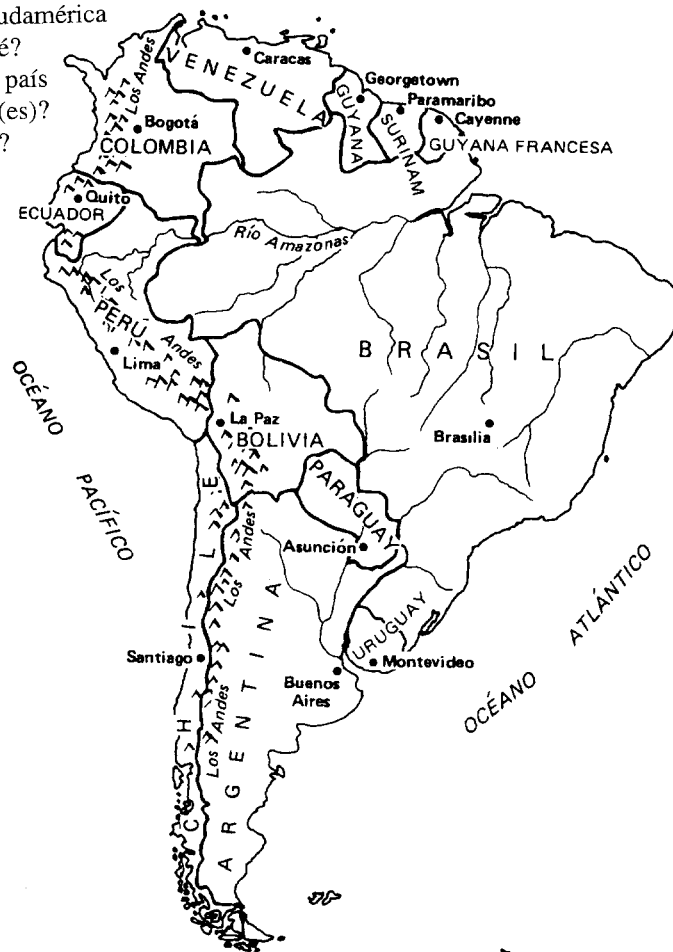 udamérica
é?
país
(es)?
?
Caracas
VENEZUELA
Los Andes
Georgetown
GUYANA
Paramaribo
Cayenne
SURINAM
GUYANA FRANCESA
Bogotá
COLOMBIA
Quito
ECUADOR
Río Amazonas
Los Andes
PERÚ
Lima
BRASIL
Brasília
OCÉANO PACÍFICO
La Paz
BOLIVIA
PARAGUAY
Asunción
CHILE
Los Andes
ARGENTINA
URUGUAY
Santiago
Montevideo
Buenos
Aires
Los Andes
OCÉANO ATLÁNTICO